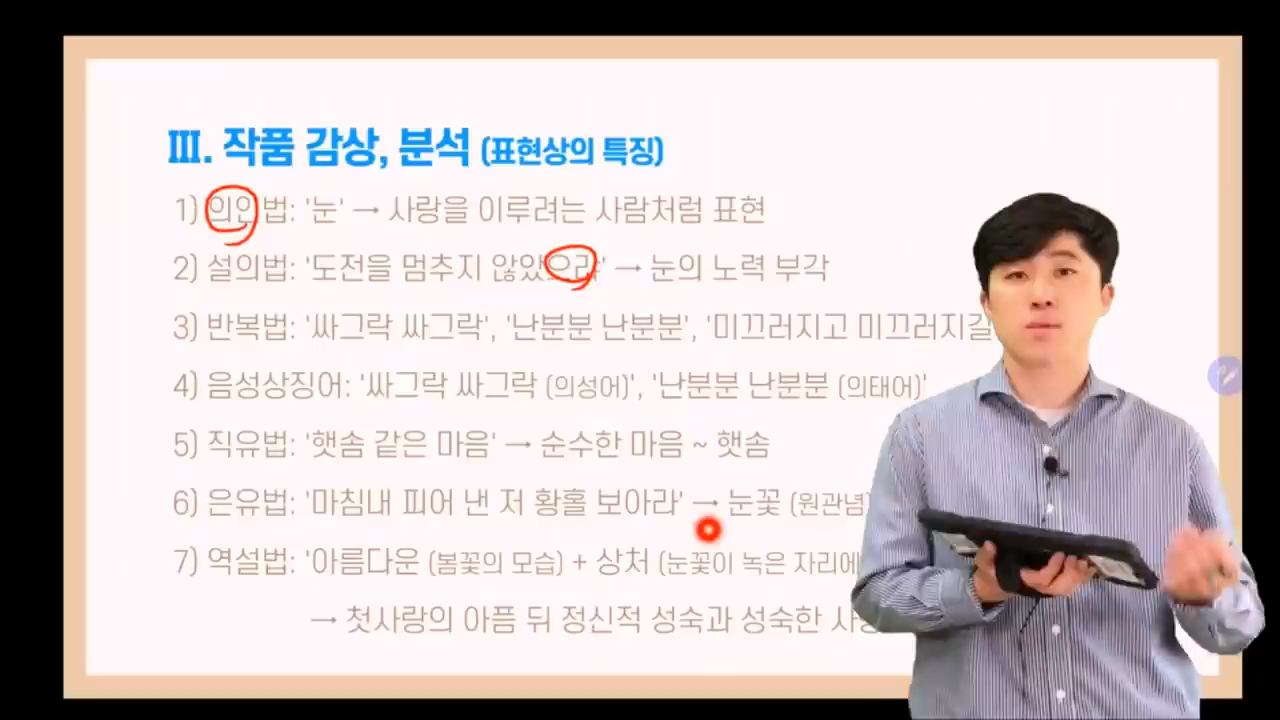 Ⅲ. 작품 감상, 분석 (표현상의 특징)
1) 의인법: '눈' → 사랑을 이루려는 사람처럼 표현
2) 설의법: '도전을 멈추지 않았으랴' → 눈의 노력 부각
3) 반복법: '싸그락 싸그락', '난분분 난분분', '미끄러지고 미끄러지길
4) 음성상징어: '싸그락 싸그락 (의성어)', '난분분 난분분 (의태어)'
5) 직유법: '햇솜 같은 마음' → 순수한 마음 ~ 햇솜
6) 은유법: '마침내 피어 낸 저 황홀 보아라' → 눈꽃 (원관념)
7) 역설법: '아름다운 (봄꽃의 모습) + 상처 (눈꽃이 녹은 자리에
→ 첫사랑의 아픔 뒤 정신적 성숙과 성숙한